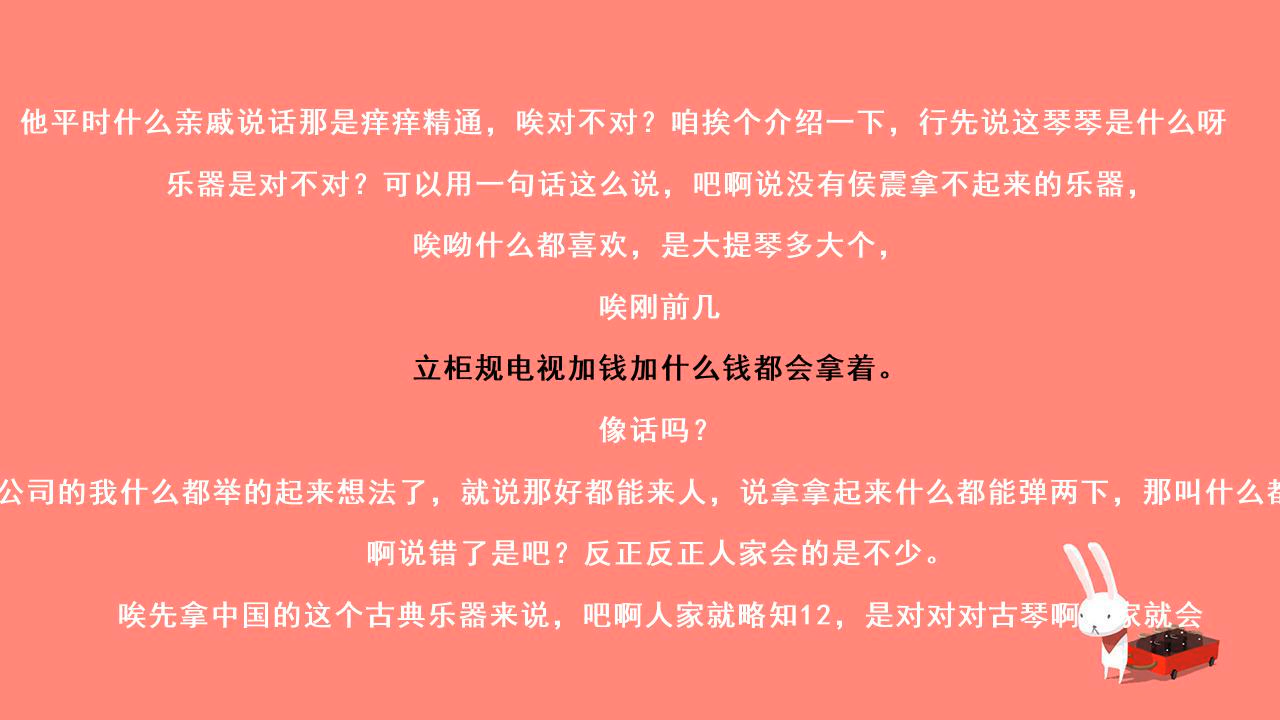 他平时什么亲戚说话那是痒痒精通，唉对不对？咱挨个介绍一下，行先说这琴琴是什么呀
乐器是对不对？可以用一句话这么说，吧啊说没有侯震拿不起来的乐器，
唉呦什么都喜欢，是大提琴多大个，
唉刚前几
立柜规电视加钱加什么钱都会拿着。
像话吗？
公司的我什么都举的起来想法了，就说那好都能来人，说拿拿起来什么都能弹两下，那叫什么都
啊说错了是吧？反正反正人家会的是不少。
唉先拿中国的这个古典乐器来说，吧啊人家就略知12，是对对对古琴啊 家就会